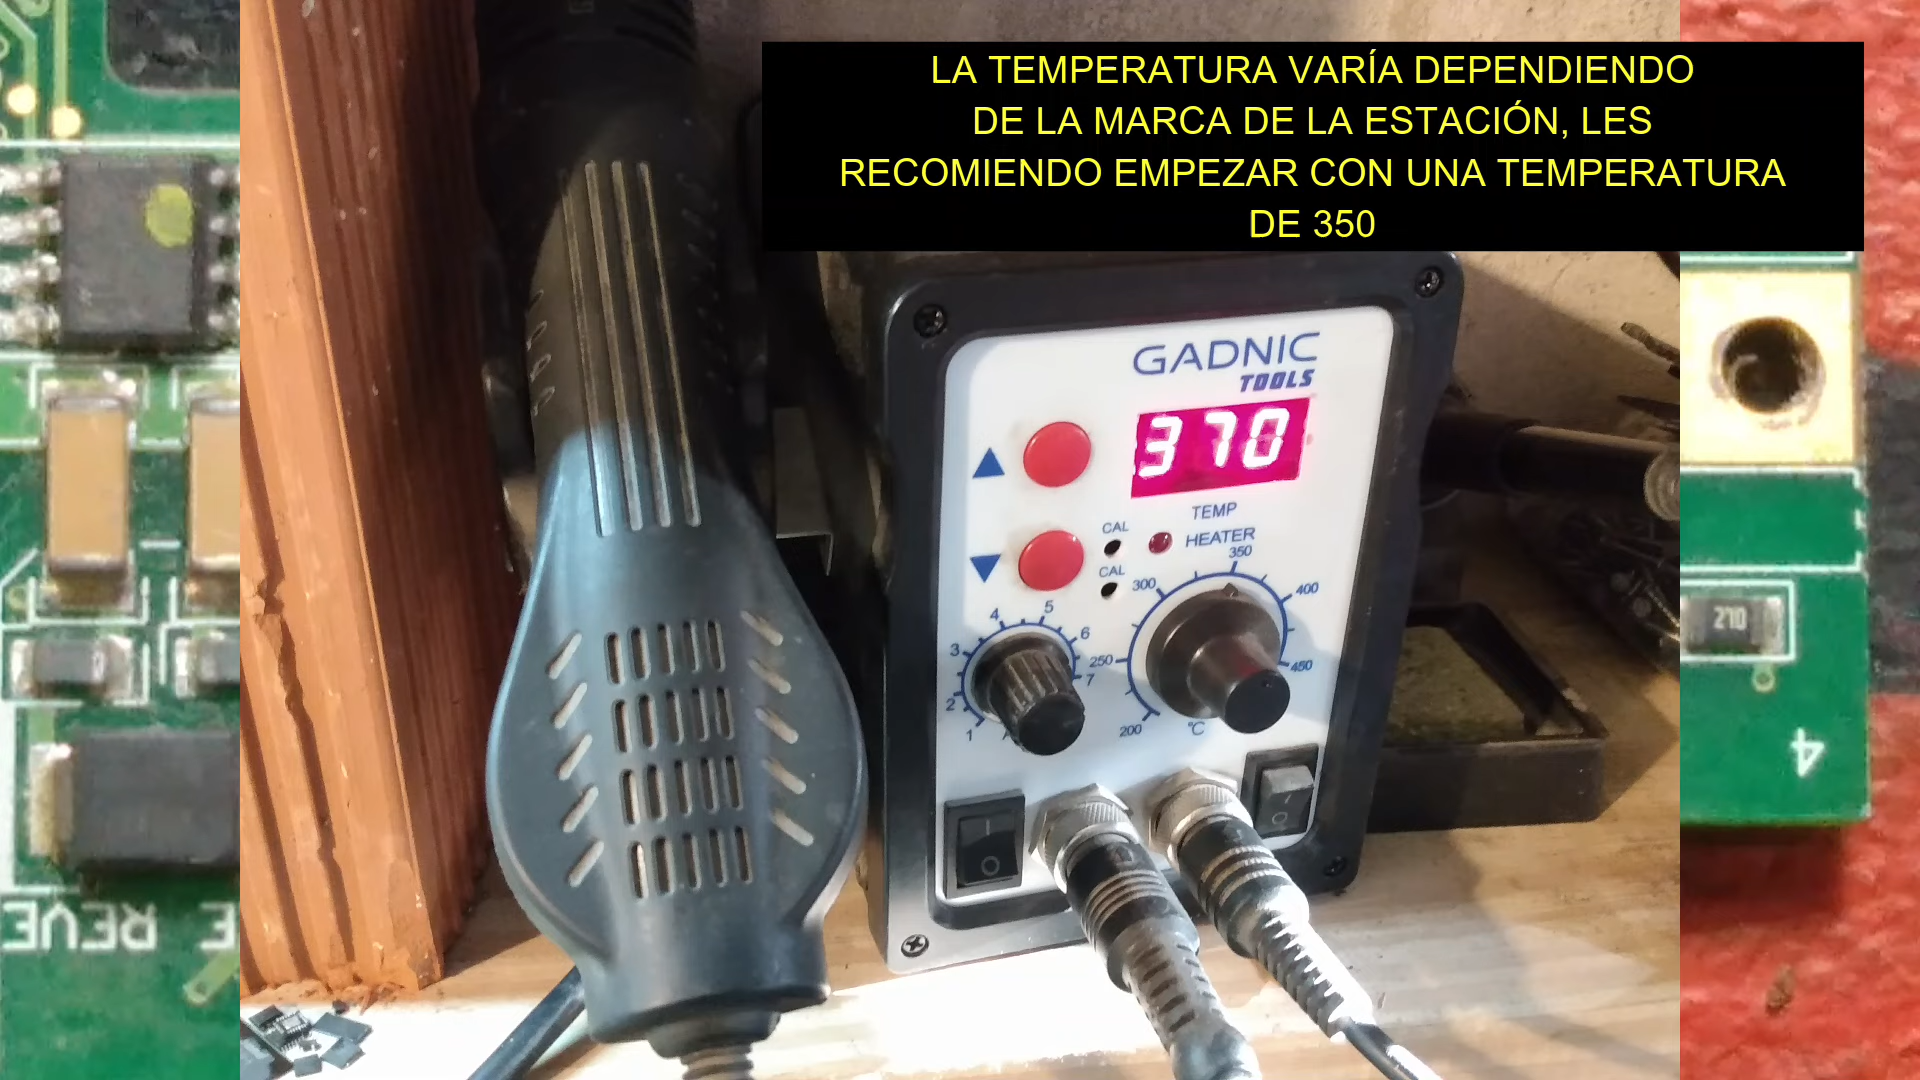 LA TEMPERATURA VARÍA DEPENDIENDO
DE LA MARCA DE LA ESTACIÓN, LES
RECOMIENDO EMPEZAR CON UNA TEMPERATURA
DE 350
GADNIC
TOOLS
370
TEMP
CAL
HEATER
CAL
350
300
400
250
450
200
°C
5
4
6
3
7
2
1
270
4
E REVE